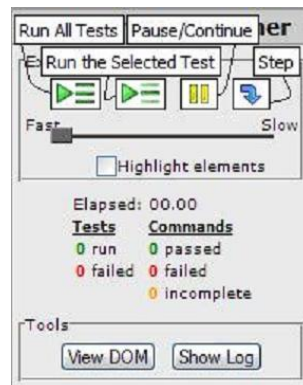 Run All Tests Pause/Continue er
Run the Selected Test Step
Fast Slow
Highlight elements
Elapsed: 00.00
Tests Commands
0 run 0 passed
0 failed 0 failed
0 incomplete
Tools
View DOM Show Log